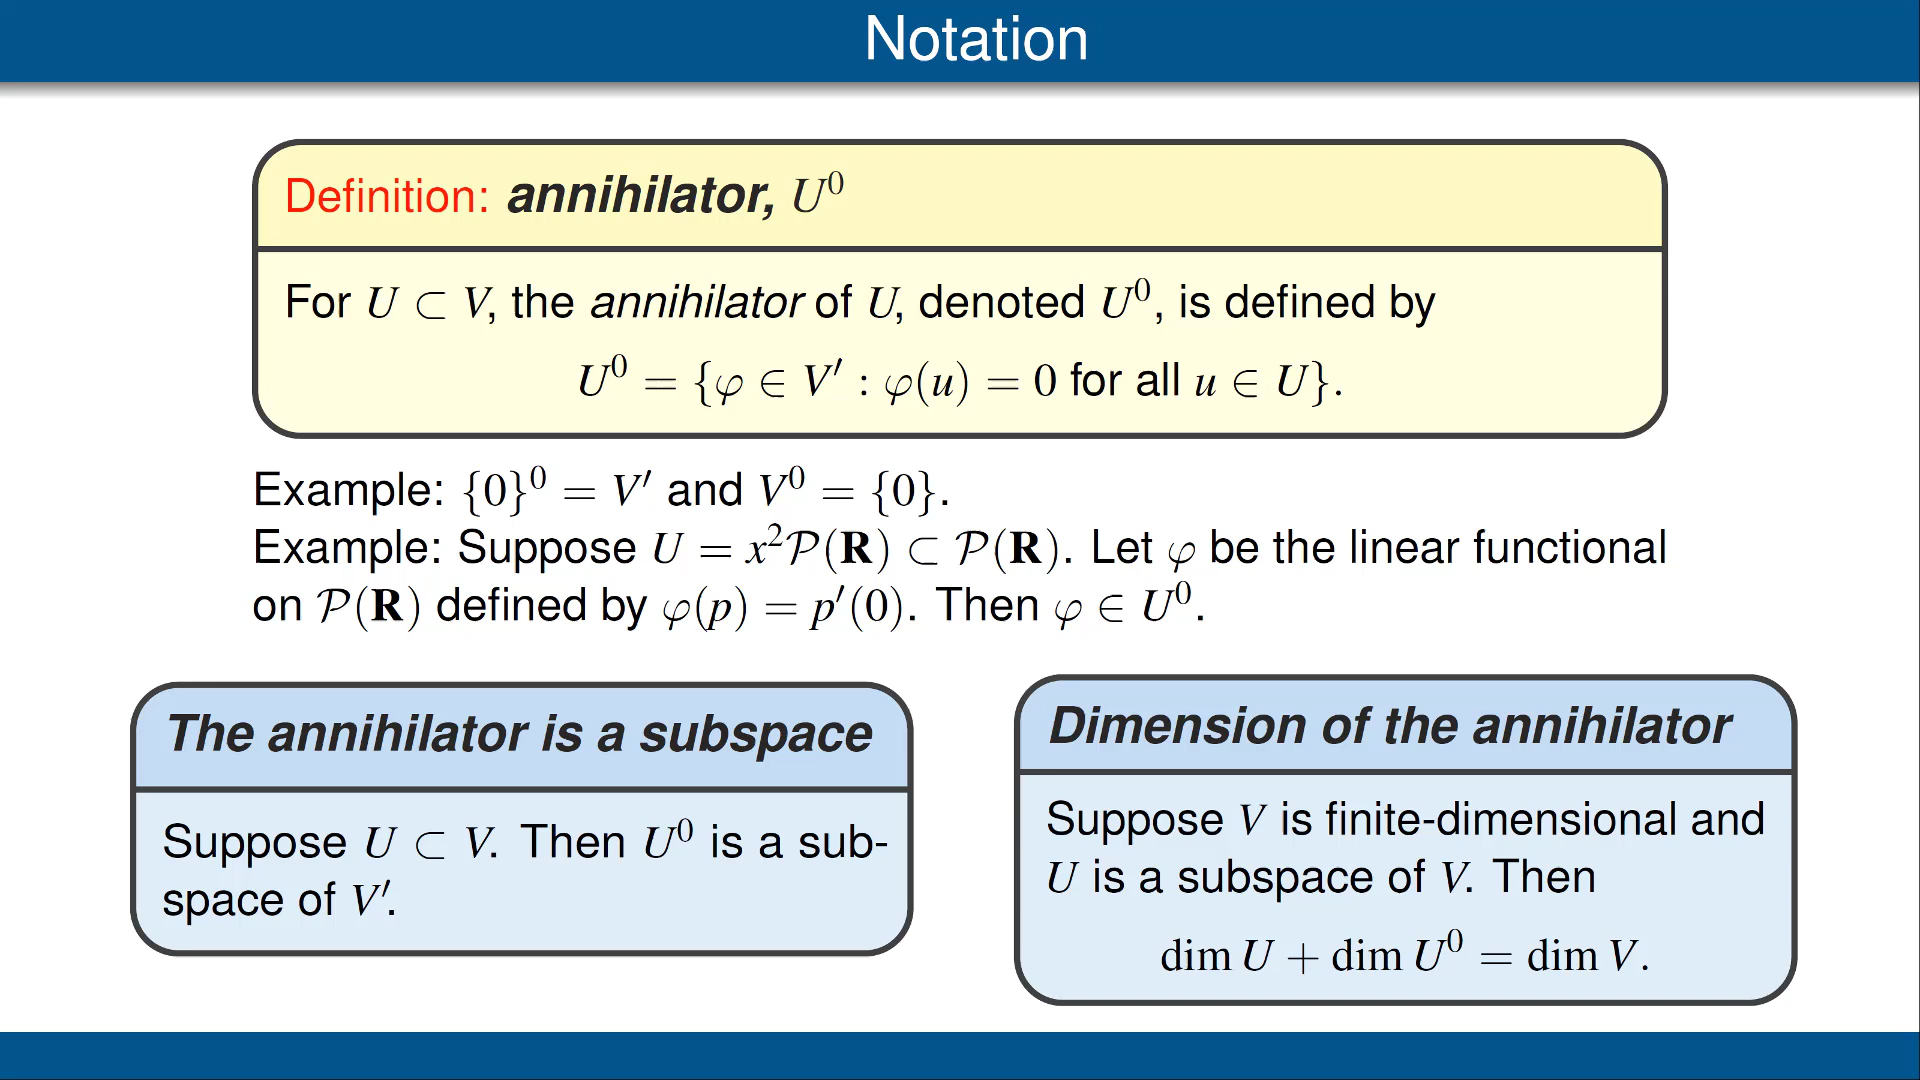 Notation
Definition: annihilator, U⁰
For U ⊂ V, the annihilator of U, denoted U⁰, is defined by
U⁰ = {φ ∈ V′ : φ(u) = 0 for all u ∈ U}.
Example: {0}⁰ = V′ and V⁰ = {0}.
Example: Suppose U = x²𝒫(R) ⊂ 𝒫(R). Let φ be the linear functional
on 𝒫(R) defined by φ(p) = p′(0). Then φ ∈ U⁰.
The annihilator is a subspace
Suppose U ⊂ V. Then U⁰ is a sub-
space of V′.
Dimension of the annihilator
Suppose V is finite-dimensional and
U is a subspace of V. Then
dim U + dim U⁰ = dim V.